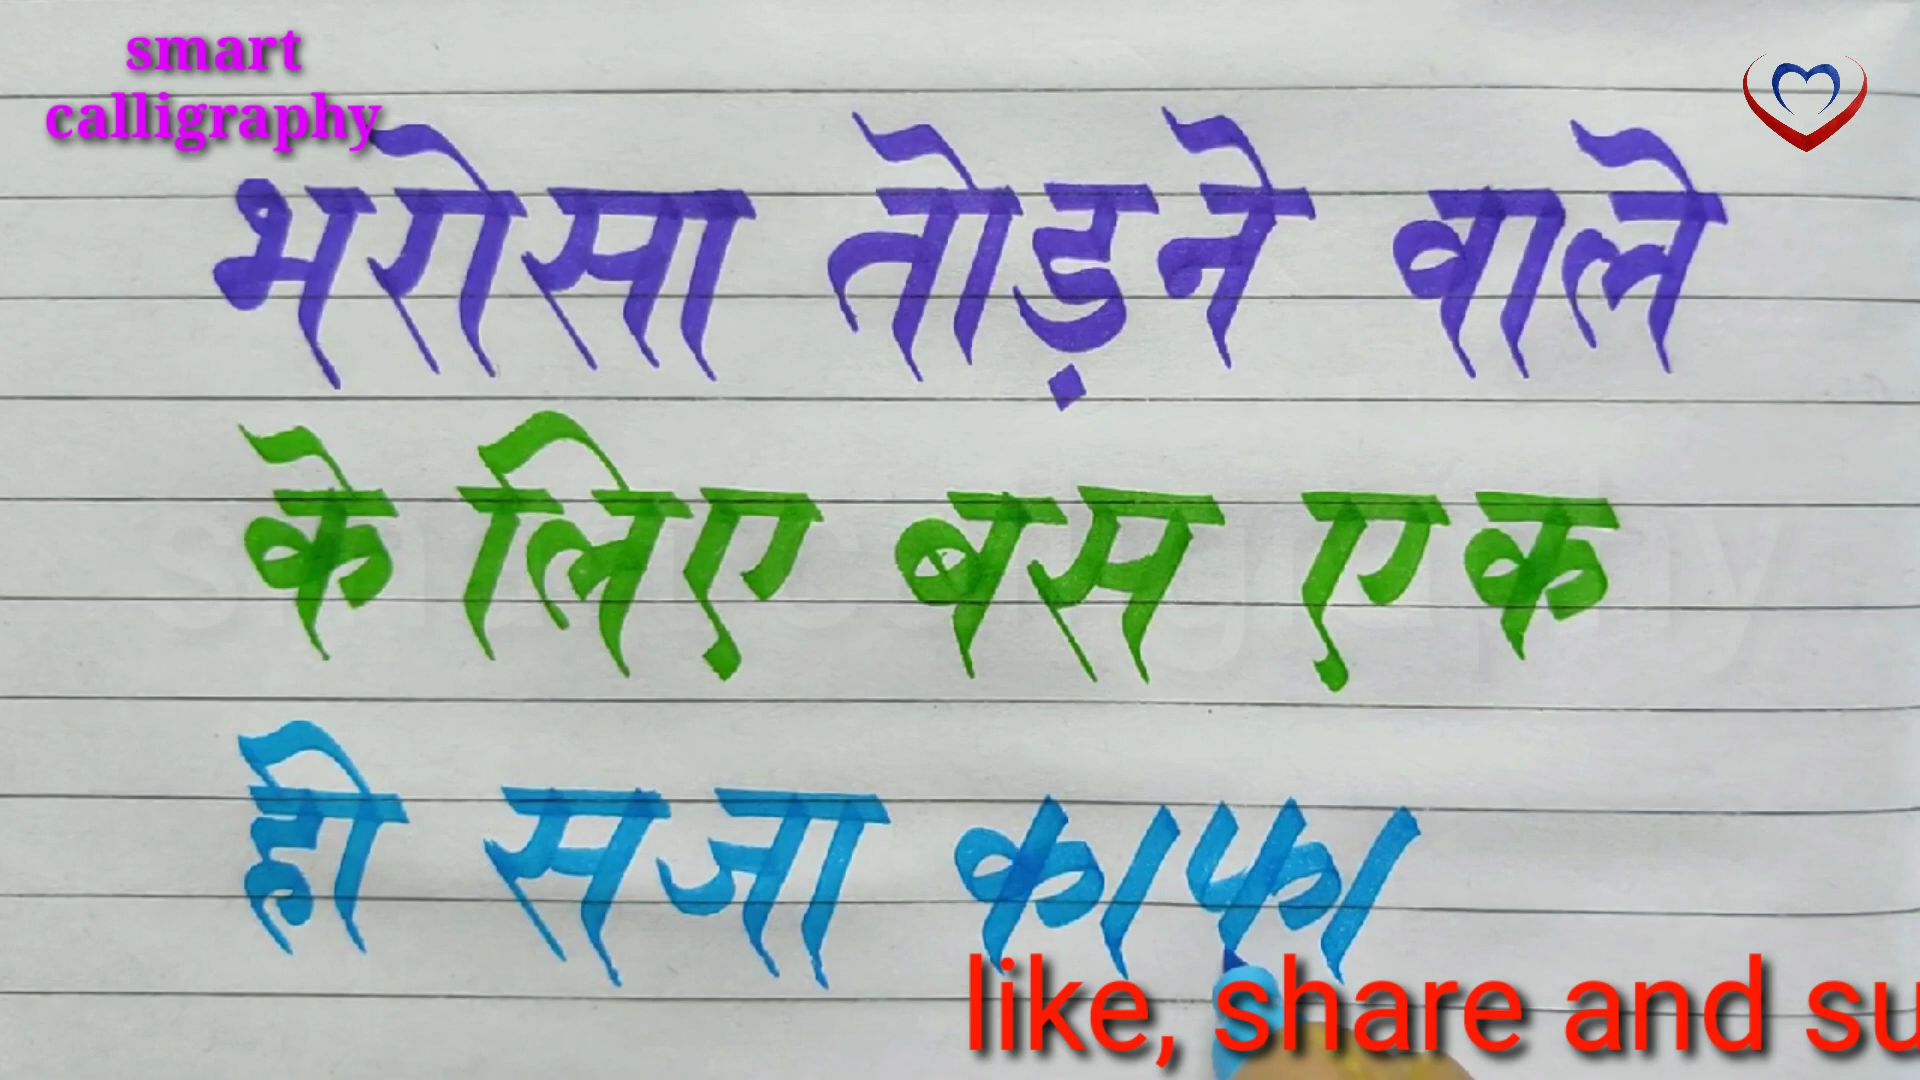 smart
calligraphy
भरोसा तोड़ने वाले
के लिए बस एक
ही सजा काफा
like, share and su